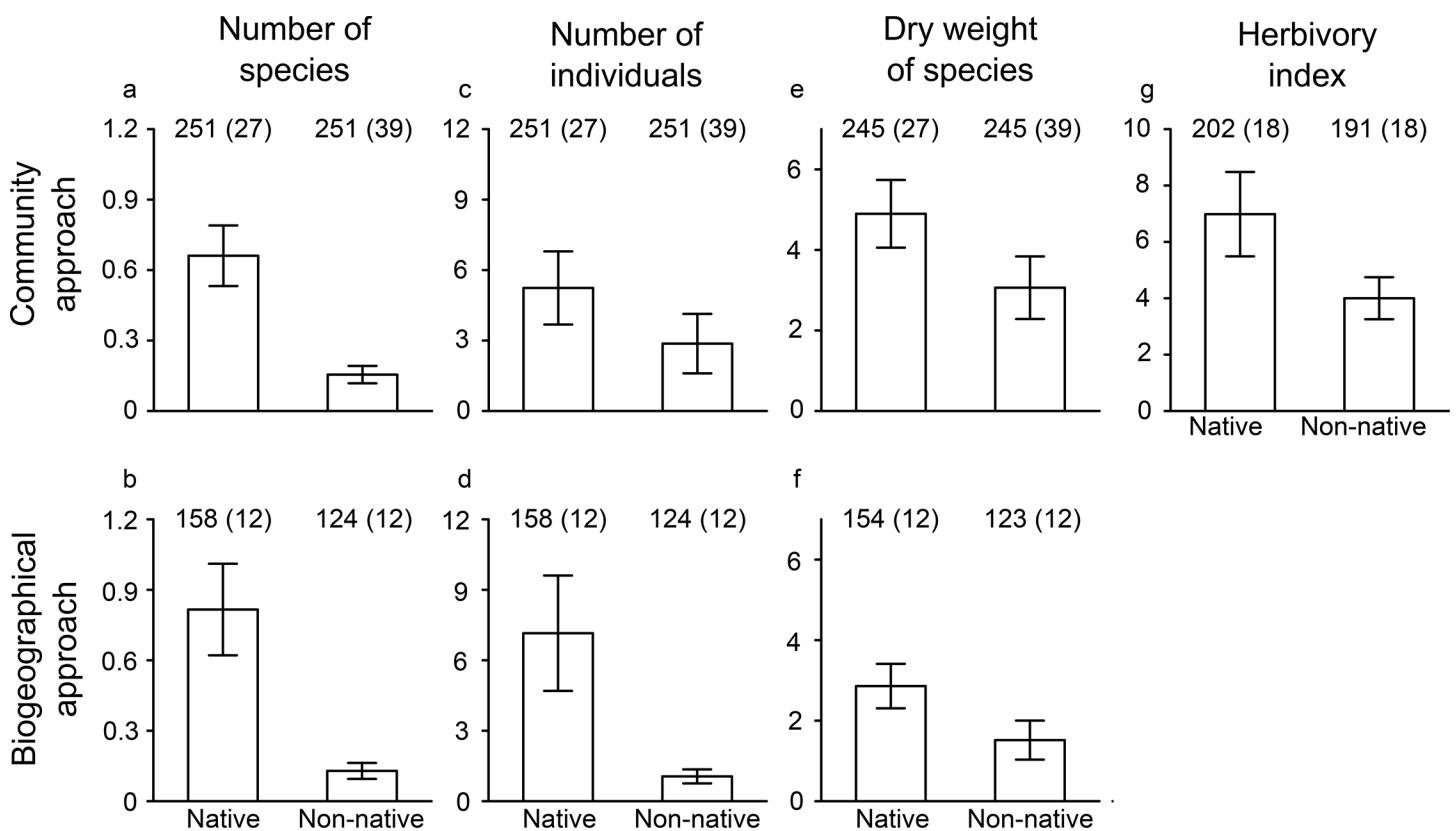 Number of
species
Number of
individuals
Dry weight
of species
Herbivory
index
Community
approach
a
251 (27) 251 (39)
1.2
0.9
0.6
0.3
0
c
251 (27) 251 (39)
12
9
6
3
0
e
245 (27) 245 (39)
6
4
2
0
g
202 (18) 191 (18)
10
8
6
4
2
0
Native Non-native
Biogeographical
approach
b
158 (12) 124 (12)
1.2
0.9
0.6
0.3
0
Native Non-native
d
158 (12) 124 (12)
12
9
6
3
0
Native Non-native
f
154 (12) 123 (12)
6
4
2
0
Native Non-native